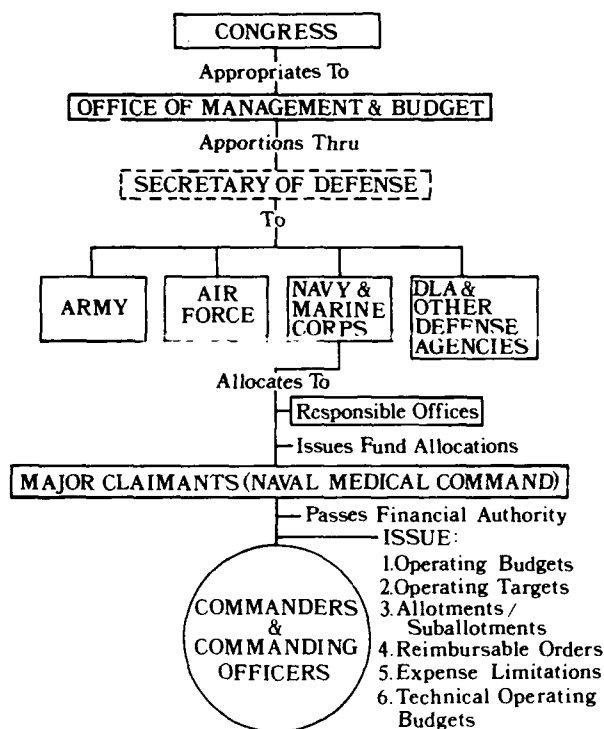 CONGRESS
Appropriates To
OFFICE OF MANAGEMENT & BUDGET
Apportions Thru
SECRETARY OF DEFENSE
To
ARMY
AIR
FORCE
NAVY &
MARINE
CORPS
DLA &
OTHER
DEFENSE
AGENCIES
Allocates To
Responsible Offices
Issues Fund Allocations
MAJOR CLAIMANTS (NAVAL MEDICAL COMMAND)
Passes Financial Authority
ISSUE:
1. Operating Budgets
2. Operating Targets
3. Allotments /
Suballotments
4. Reimbursable Orders
5. Expense Limitations
6. Technical Operating
Budgets
COMMANDERS
&
COMMANDING
OFFICERS